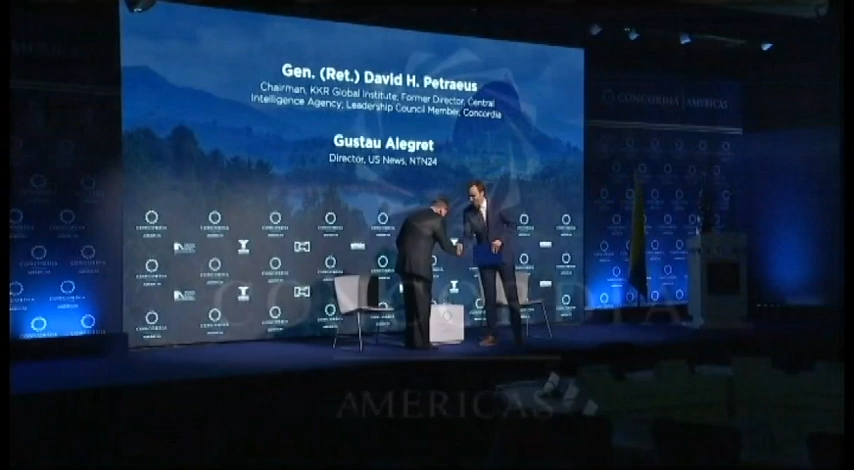 Gen. (Ret.) David H. Petraeus
Chairman, KKR Global Institute; Former Director, Central
Intelligence Agency; Leadership Council Member, Concordia
Gustau Alegret
Director, US News, NTN24
CONCORDIA | AMERICAS
CONCORDIA
AMERICAS